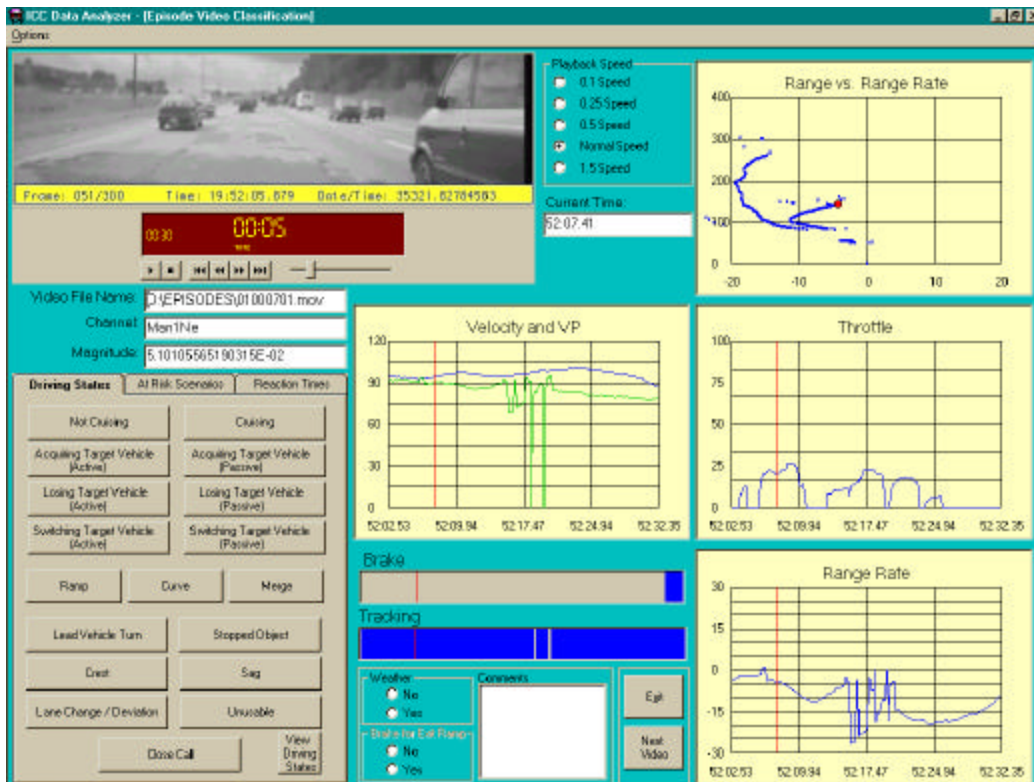 ICC Data Analyzer - [Episode Video Classification]
Options
Frame: 051/300 Time: 19:52:05.879 Date/Time: 35321.82784583
00:30 00:05
Video File Name: D:\EPISODES\01000701.mov
Channel: Man1Ne
Magnitude: 5.10105565190315E-02
Playback Speed
0.1 Speed
0.25 Speed
0.5 Speed
Normal Speed
1.5 Speed
Current Time:
52:07.41
Range vs. Range Rate
400
300
200
100
0
-20 -10 0 10 20
Driving States At Risk Scenarios Reaction Times
Not Cruising Cruising
Acquiring Target Vehicle (Active) Acquiring Target Vehicle (Passive)
Losing Target Vehicle (Active) Losing Target Vehicle (Passive)
Switching Target Vehicle (Active) Switching Target Vehicle (Passive)
Ramp Curve Merge
Lead Vehicle Turn Stopped Object
Crest Sag
Lane Change / Deviation Unusable
Close Call View Driving States
Velocity and VP
120
90
60
30
0
52:02.53 52:09.94 52:17.47 52:24.94 52:32.35
Throttle
100
75
50
25
0
52:02.53 52:09.94 52:17.47 52:24.94 52:32.35
Brake
Tracking
Weather
No
Yes
Brake for Exit Ramp
No
Yes
Comments
Exit
Next Video
Range Rate
30
15
0
-15
-30
52:02.53 52:09.94 52:17.47 52:24.94 52:32.35